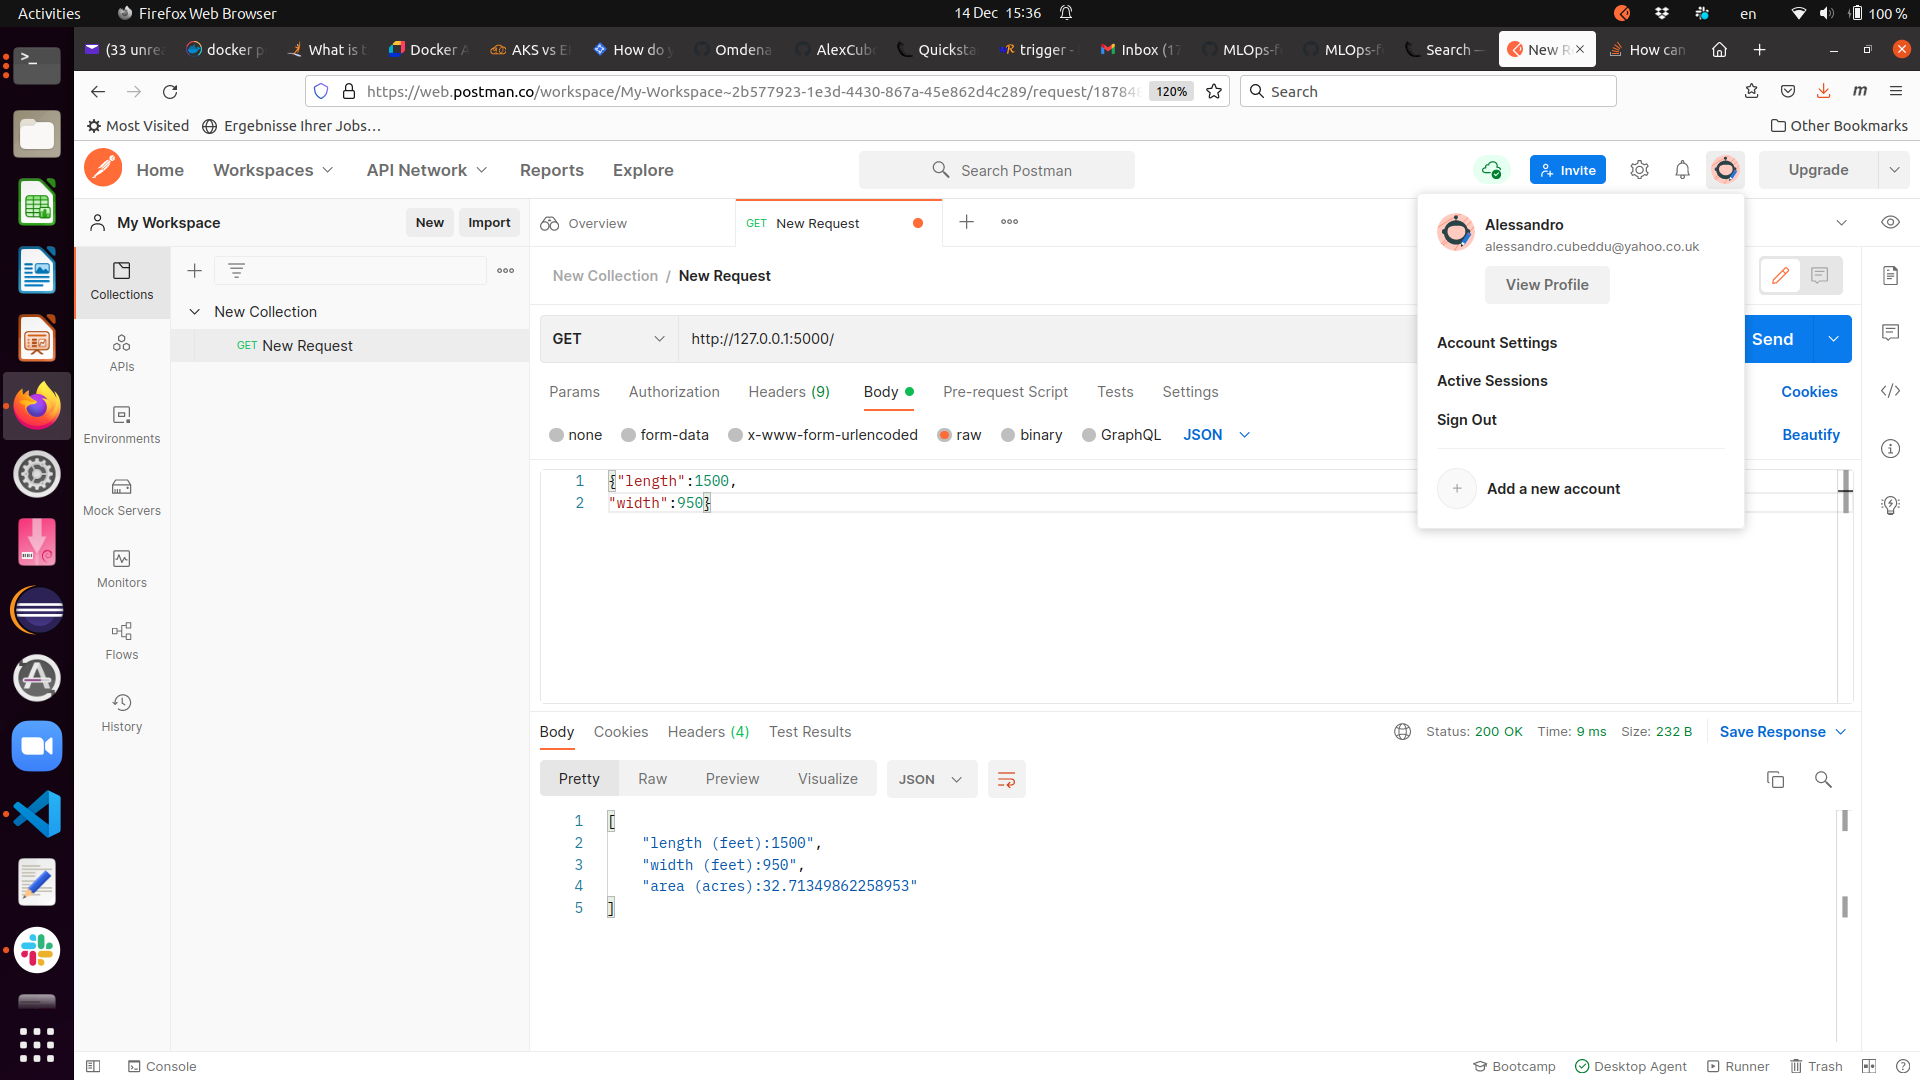 Activities Firefox Web Browser 14 Dec 15:36 en 100 %
(33 unre docker p What is t Docker A AKS vs E How do y Omdena AlexCub Quicksta trigger - Inbox (17 MLOps-f MLOps-f Search — New R How can
https://web.postman.co/workspace/My-Workspace~2b577923-1e3d-4430-867a-45e862d4c289/request/18784 120% Search
Most Visited Ergebnisse Ihrer Jobs… Other Bookmarks
Home Workspaces API Network Reports Explore Search Postman Invite Upgrade
My Workspace New Import Overview GET New Request
Alessandro
alessandro.cubeddu@yahoo.co.uk
View Profile
Account Settings
Active Sessions
Sign Out
Add a new account
Collections
APIs
Environments
Mock Servers
Monitors
Flows
History
New Collection
GET New Request
New Collection / New Request
GET http://127.0.0.1:5000/ Send
Params Authorization Headers (9) Body Pre-request Script Tests Settings Cookies
none form-data x-www-form-urlencoded raw binary GraphQL JSON Beautify
1 {"length":1500,
2 "width":950}
Body Cookies Headers (4) Test Results Status: 200 OK Time: 9 ms Size: 232 B Save Response
Pretty Raw Preview Visualize JSON
1 [
2 "length (feet):1500",
3 "width (feet):950",
4 "area (acres):32.71349862258953"
5 ]
Console Bootcamp Desktop Agent Runner Trash